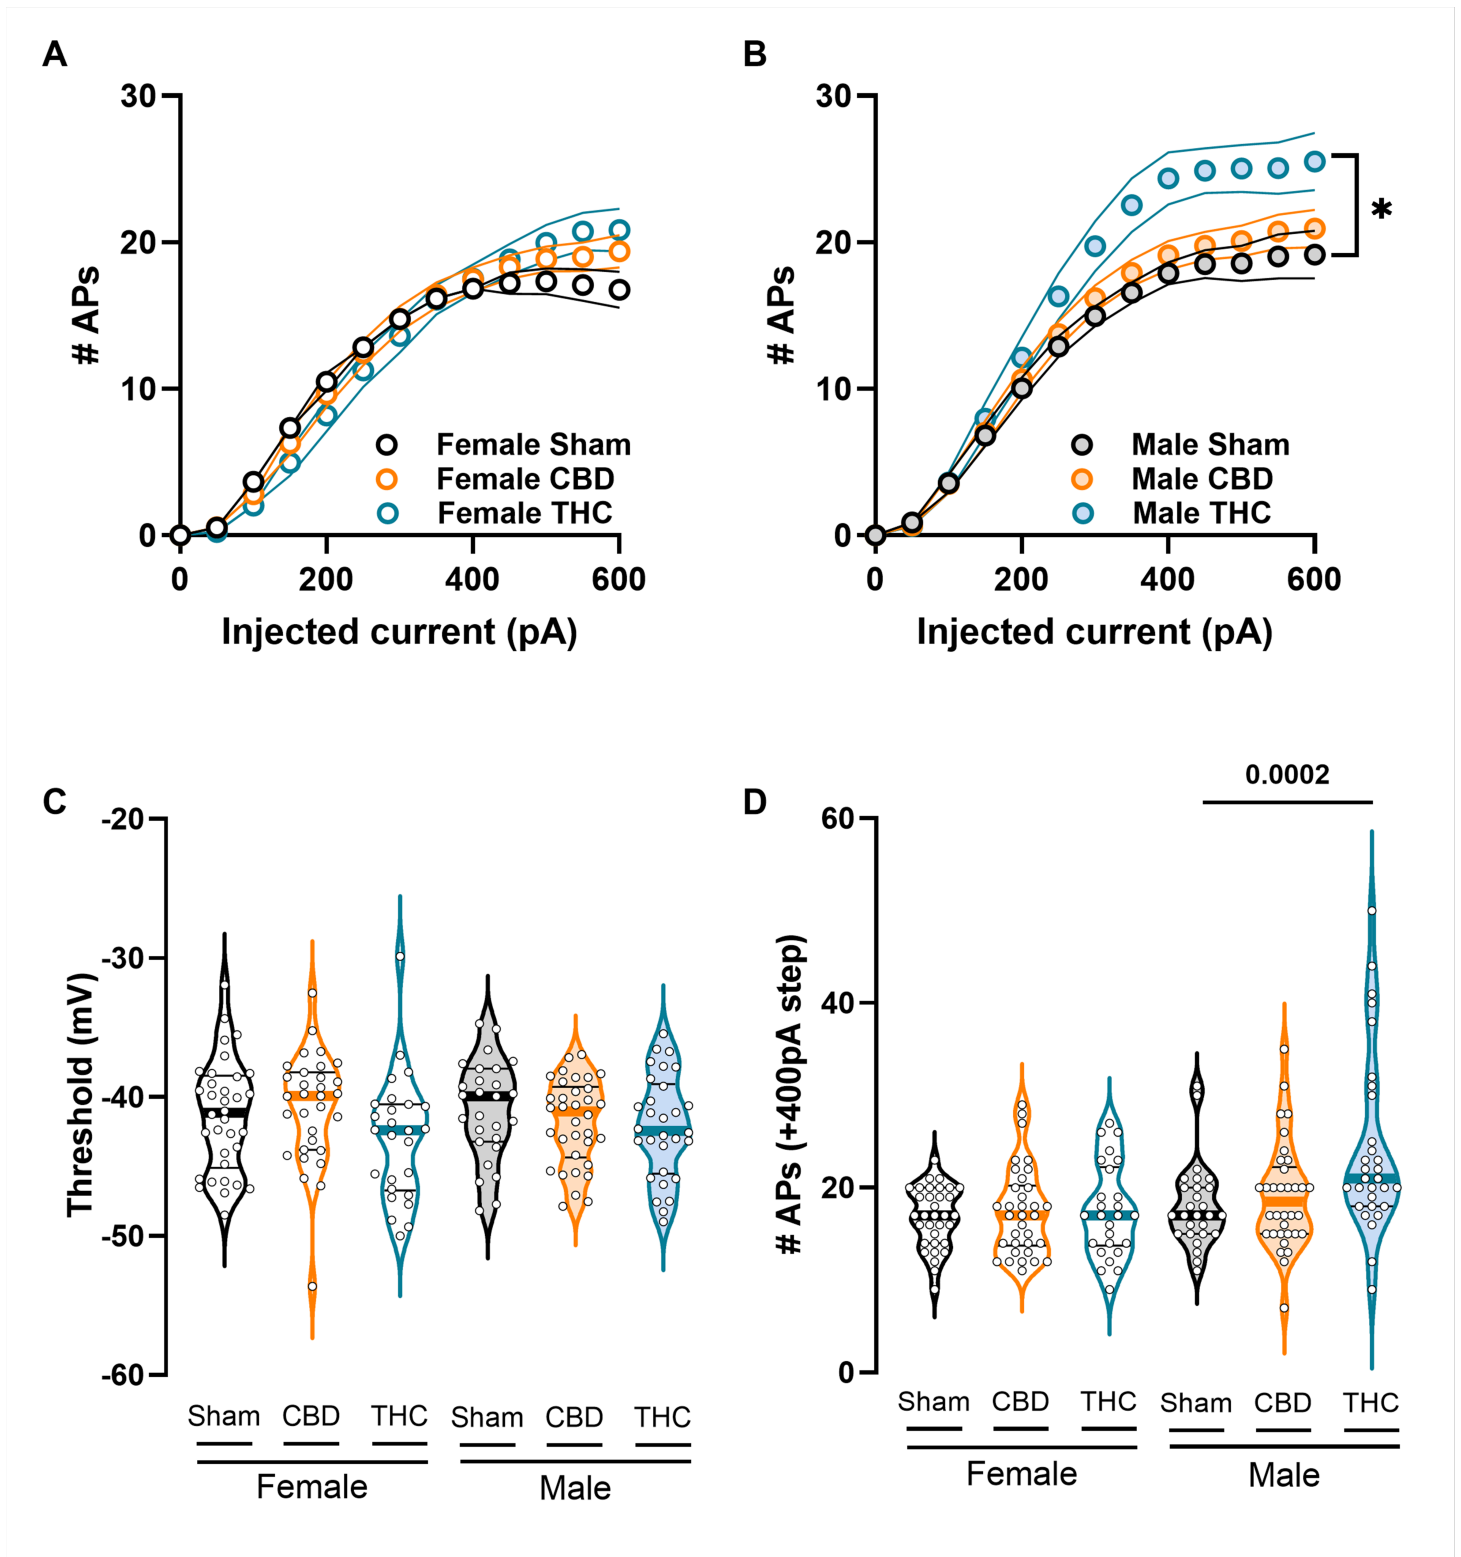 A
B
30
20
10
0
# APs
Female Sham
Female CBD
Female THC
0 200 400 600
Injected current (pA)
30
20
10
0
# APs
Male Sham
Male CBD
Male THC
*
0 200 400 600
Injected current (pA)
C
-20
-30
-40
-50
-60
Threshold (mV)
Sham CBD THC Sham CBD THC
Female Male
D
0.0002
60
40
20
0
# APs (+400pA step)
Sham CBD THC Sham CBD THC
Female Male